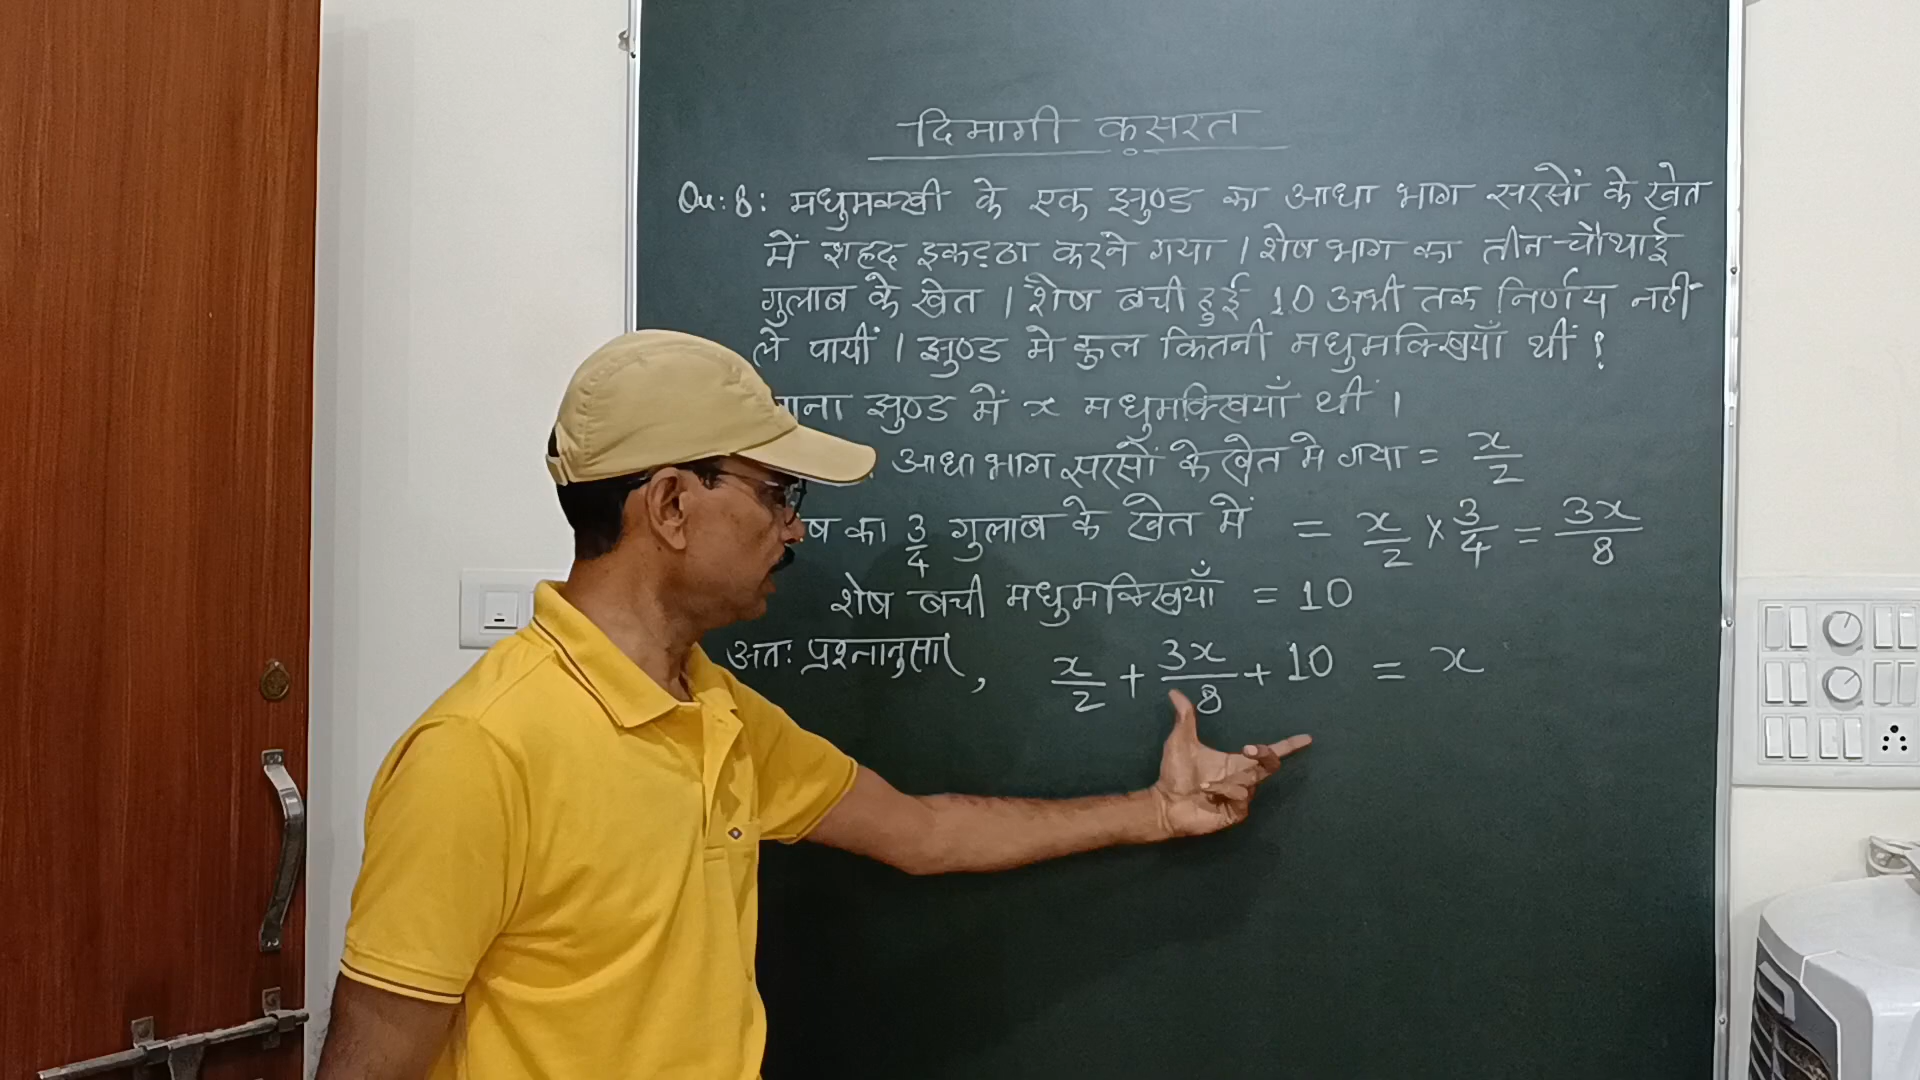 दिमागी कसरत
Qu: 8: मधुमक्खी के एक झुण्ड का आधा भाग सरसों के खेत
में शहद इकट्ठा करने गया । शेष भाग का तीन-चौथाई
गुलाब के खेत । शेष बची हुई 10 अभी तक निर्णय नहीं
ले पायीं । झुण्ड मे कुल कितनी मधुमक्खियाँ थीं ?
माना झुण्ड में x मधुमक्खियाँ थीं ।
आधा भाग सरसों के खेत मे गया = x/2
का 3/4 गुलाब के खेत में = x/2 × 3/4 = 3x/8
शेष बची मधुमक्खियाँ = 10
अतः प्रश्नानुसार, x/2 + 3x/8 + 10 = x